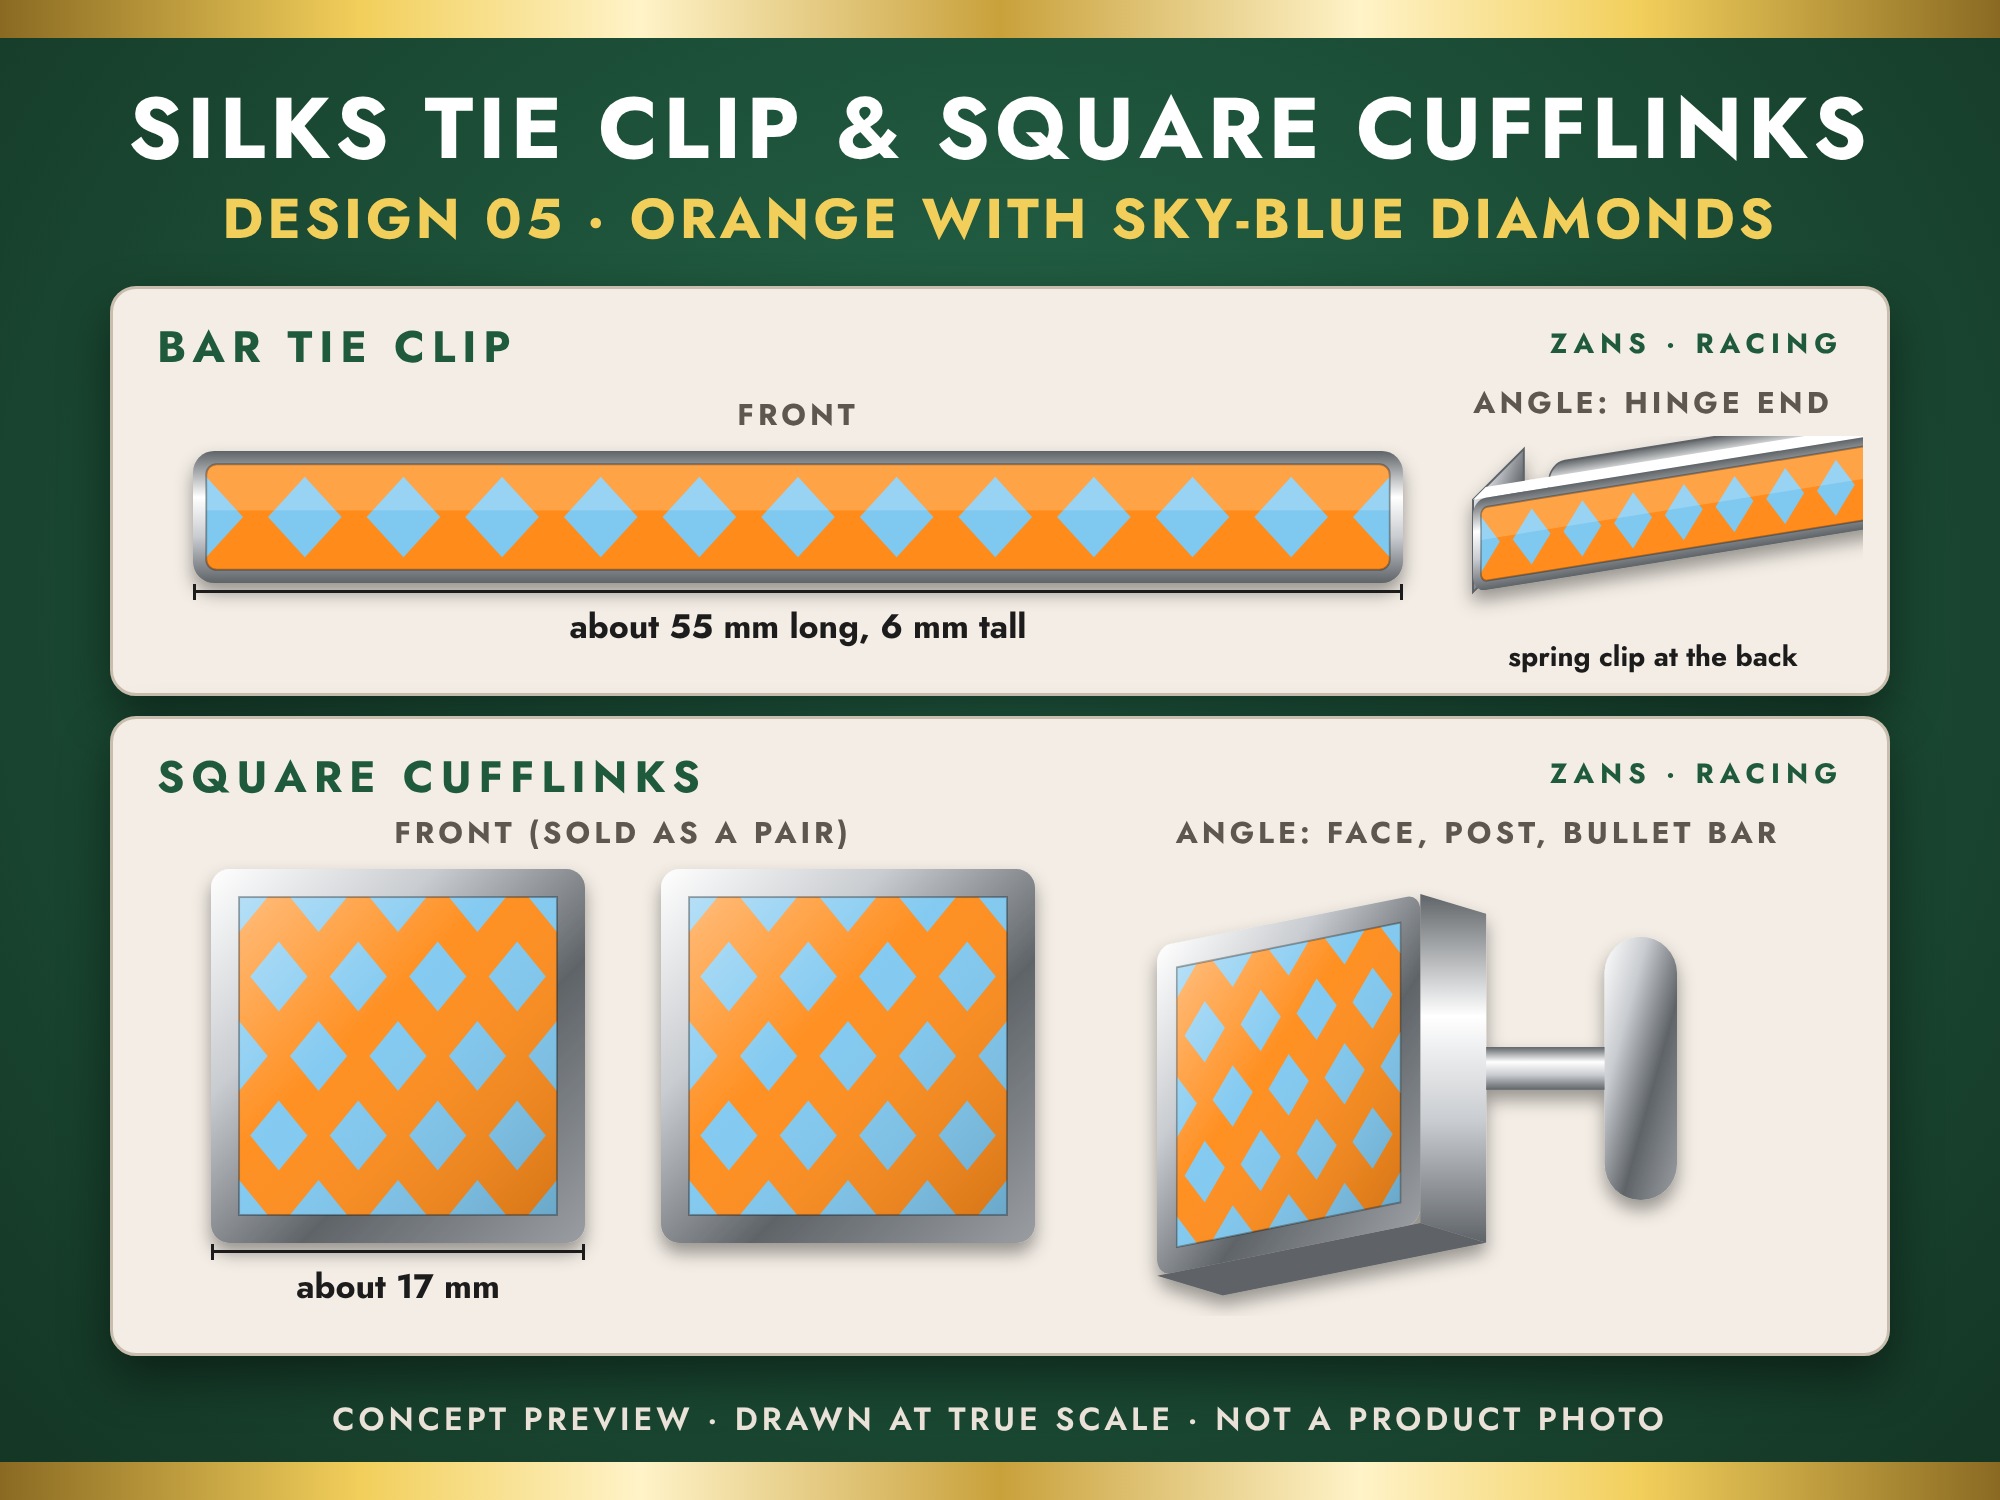 SILKS TIE CLIP & SQUARE CUFFLINKS
DESIGN 05 · ORANGE WITH SKY-BLUE DIAMONDS
BAR TIE CLIP
ZANS · RACING
FRONT
ANGLE: HINGE END
about 55 mm long, 6 mm tall
spring clip at the back
SQUARE CUFFLINKS
ZANS · RACING
FRONT (SOLD AS A PAIR)
ANGLE: FACE, POST, BULLET BAR
about 17 mm
CONCEPT PREVIEW · DRAWN AT TRUE SCALE · NOT A PRODUCT PHOTO